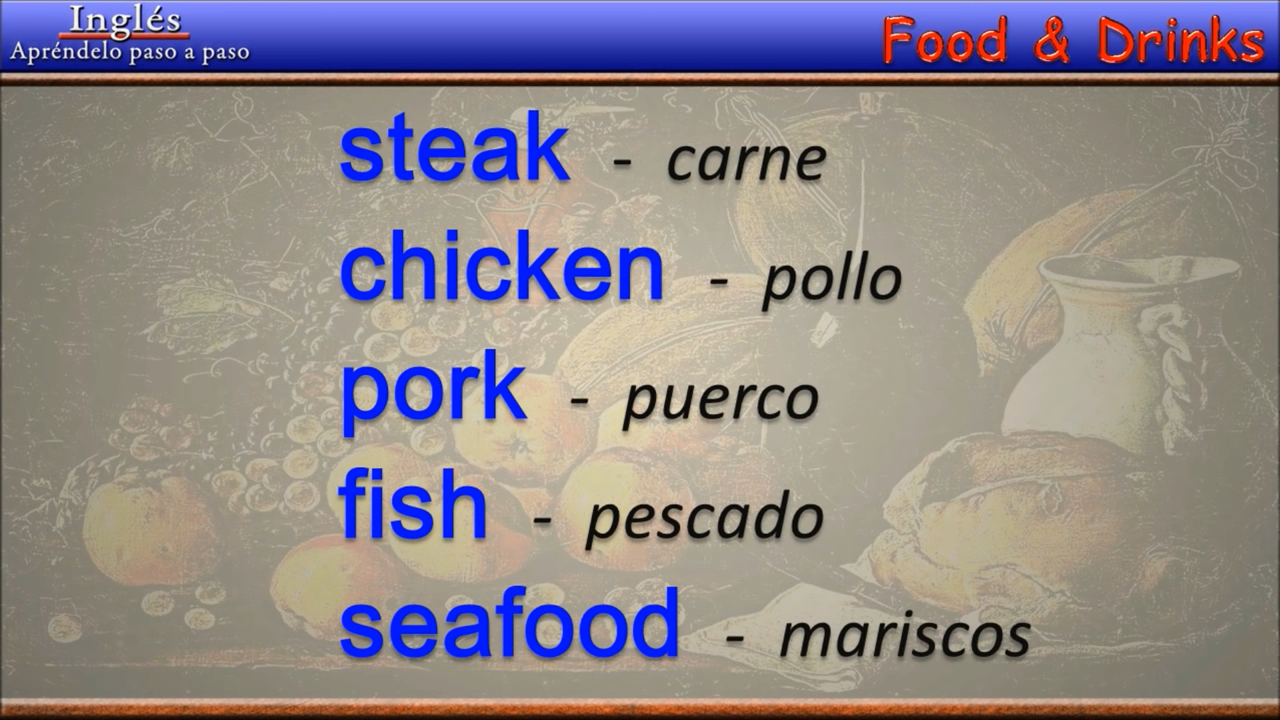 Inglés
Apréndelo paso a paso
Food & Drinks
steak - carne
chicken - pollo
pork - puerco
fish - pescado
seafood - mariscos